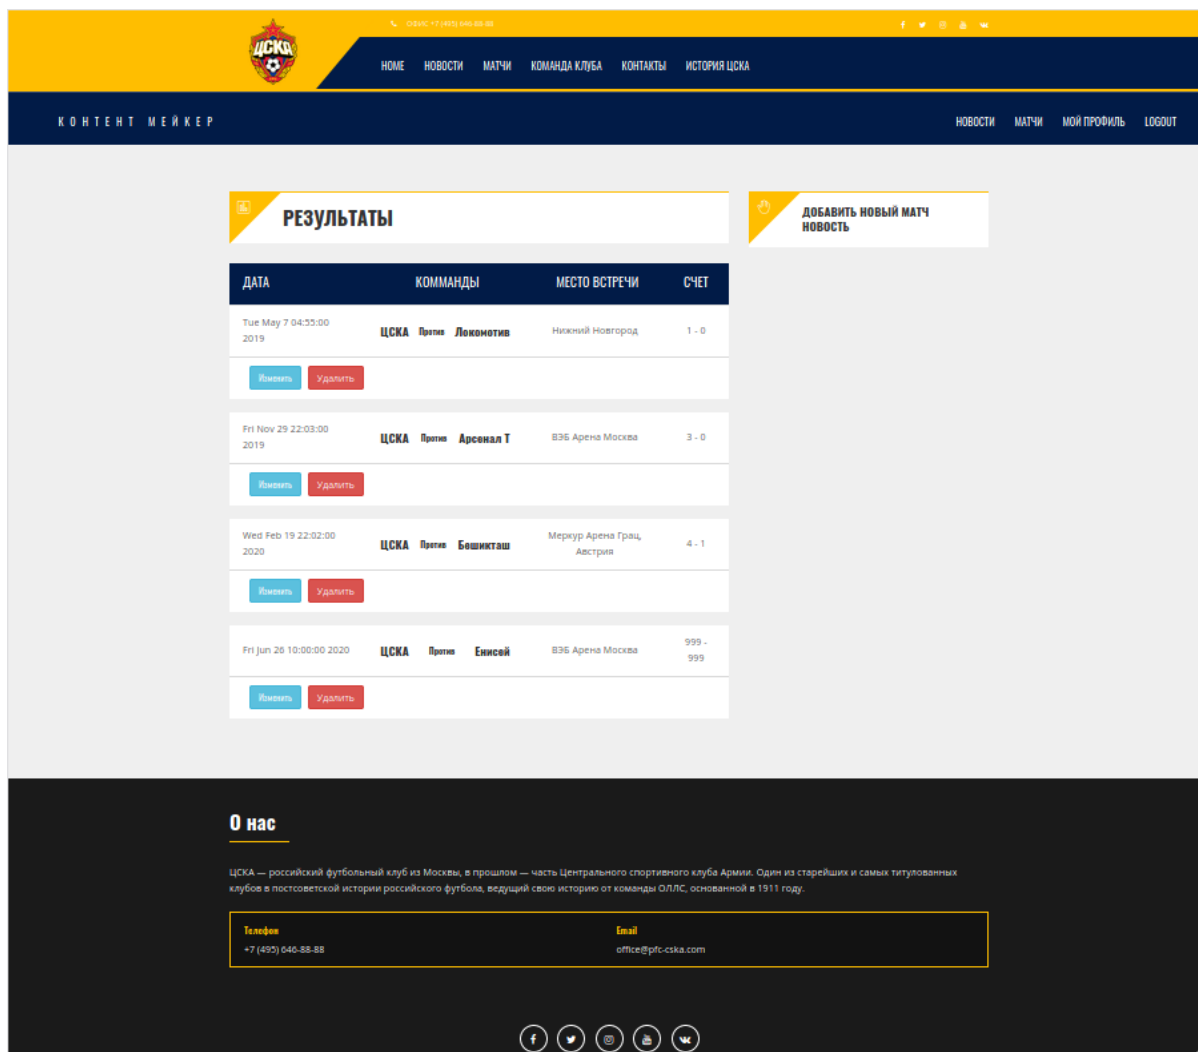 ОФИС +7 (495) 646-88-88
ЦСКА
HOME НОВОСТИ МАТЧИ КОМАНДА КЛУБА КОНТАКТЫ ИСТОРИЯ ЦСКА
КОНТЕНТ МЕЙКЕР
НОВОСТИ МАТЧИ МОЙ ПРОФИЛЬ LOGOUT
РЕЗУЛЬТАТЫ
ДОБАВИТЬ НОВЫЙ МАТЧ
НОВОСТЬ
ДАТА КОММАНДЫ МЕСТО ВСТРЕЧИ СЧЕТ
Tue May 7 04:55:00
2019
ЦСКА Против Локомотив
Нижний Новгород
1 - 0
Изменить Удалить
Fri Nov 29 22:03:00
2019
ЦСКА Против Арсенал Т
ВЭБ Арена Москва
3 - 0
Изменить Удалить
Wed Feb 19 22:02:00
2020
ЦСКА Против Бешикташ
Меркур Арена Грац,
Австрия
4 - 1
Изменить Удалить
Fri Jun 26 10:00:00 2020
ЦСКА Против Енисей
ВЭБ Арена Москва
999 -
999
Изменить Удалить
О нас
ЦСКА — российский футбольный клуб из Москвы, в прошлом — часть Центрального спортивного клуба Армии. Один из старейших и самых титулованных
клубов в постсоветской истории российского футбола, ведущий свою историю от команды ОЛЛС, основанной в 1911 году.
Телефон
+7 (495) 646-88-88
Email
office@pfc-cska.com